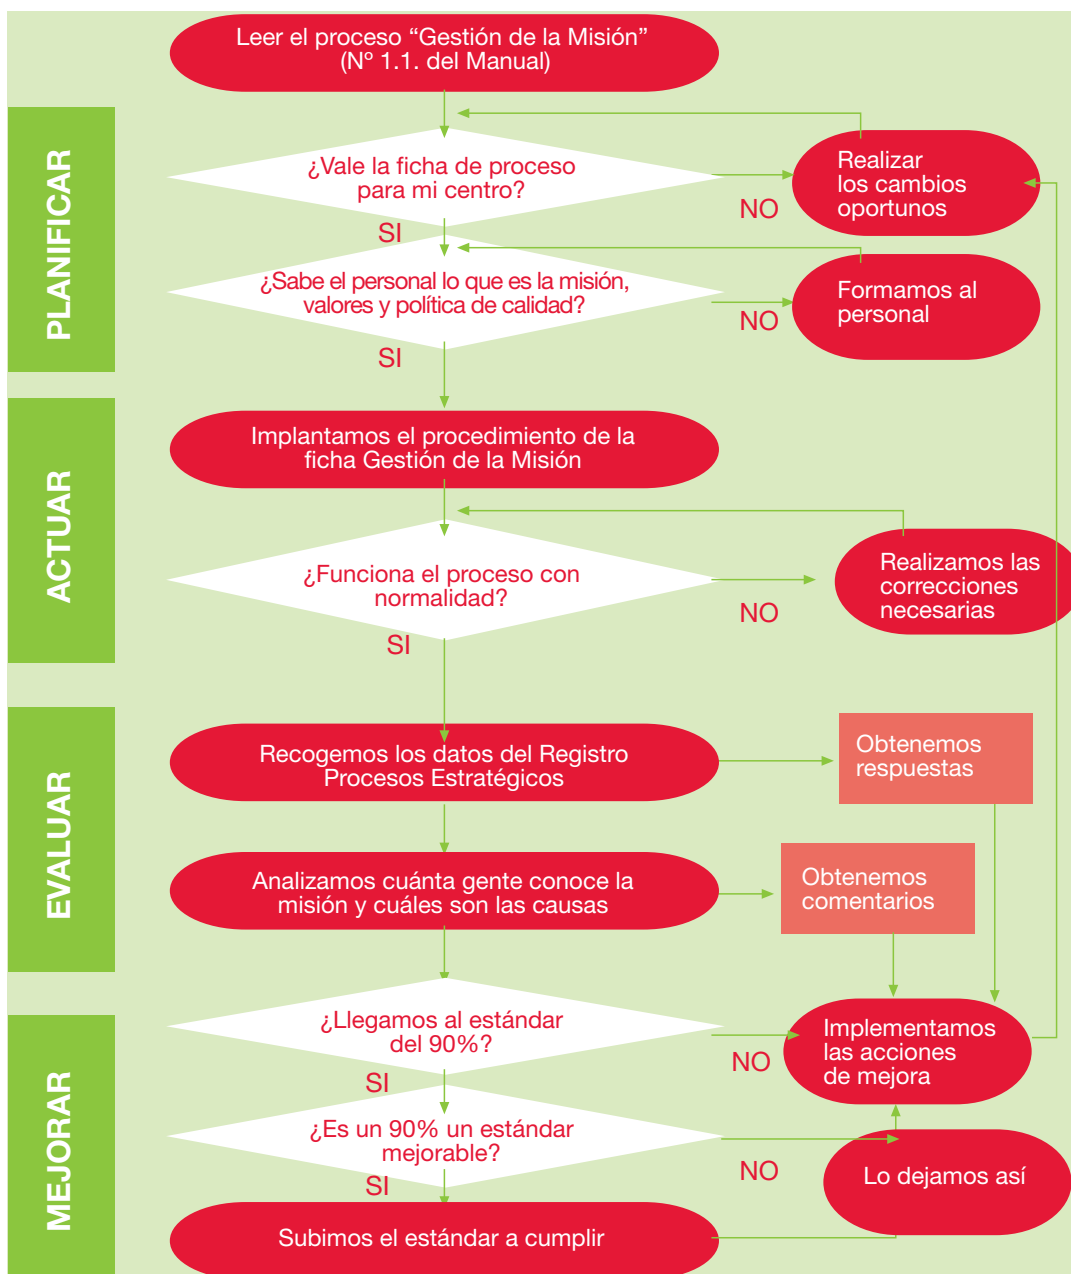 Leer el proceso “Gestión de la Misión”
(Nº 1.1. del Manual)
PLANIFICAR
¿Vale la ficha de proceso
para mi centro?
NO
Realizar
los cambios
oportunos
SI
¿Sabe el personal lo que es la misión,
valores y política de calidad?
NO
Formamos al
personal
SI
ACTUAR
Implantamos el procedimiento de la
ficha Gestión de la Misión
¿Funciona el proceso con
normalidad?
NO
Realizamos las
correcciones
necesarias
SI
EVALUAR
Recogemos los datos del Registro
Procesos Estratégicos
Obtenemos
respuestas
Analizamos cuánta gente conoce la
misión y cuáles son las causas
Obtenemos
comentarios
MEJORAR
¿Llegamos al estándar
del 90%?
NO
Implementamos
las acciones
de mejora
SI
¿Es un 90% un estándar
mejorable?
NO
Lo dejamos así
SI
Subimos el estándar a cumplir